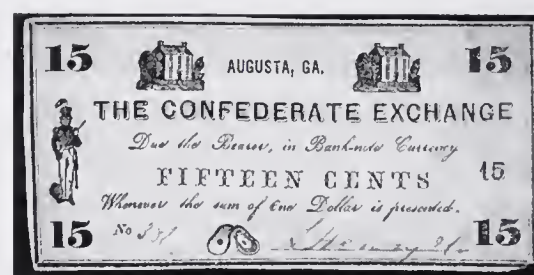 15 AUGUSTA, GA. 15
THE CONFEDERATE EXCHANGE
Due the Bearer, in Bank-note Currency
FIFTEEN CENTS 15
Whenever the sum of One Dollar is presented.
15 No 15